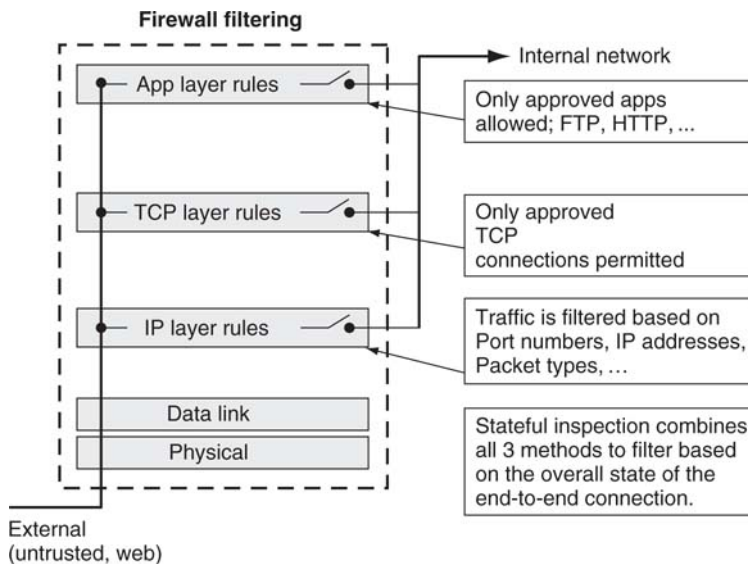 Firewall filtering
Internal network
App layer rules
Only approved apps
allowed; FTP, HTTP, ...
TCP layer rules
Only approved
TCP
connections permitted
IP layer rules
Traffic is filtered based on
Port numbers, IP addresses,
Packet types, ...
Data link
Physical
Stateful inspection combines
all 3 methods to filter based
on the overall state of the
end-to-end connection.
External
(untrusted, web)